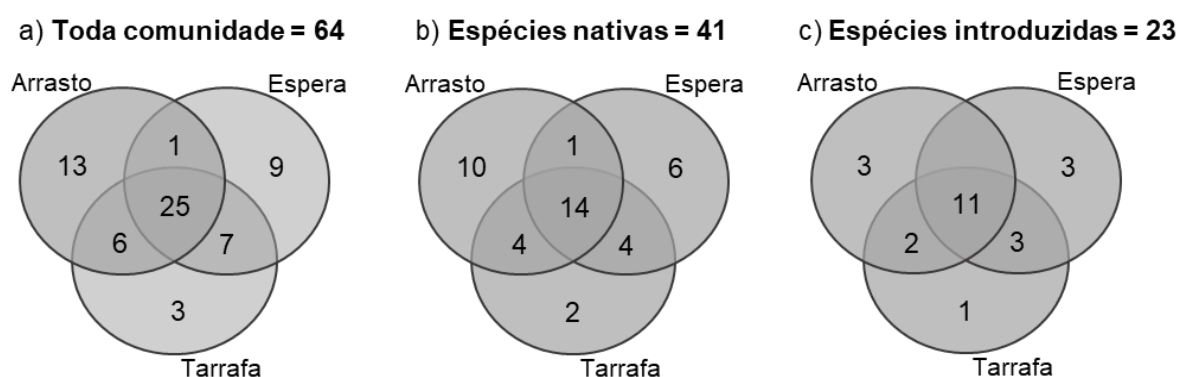 a) Toda comunidade = 64
b) Espécies nativas = 41
c) Espécies introduzidas = 23
Arrasto
Espera
13
1
9
25
6
7
3
Tarrafa
Arrasto
Espera
10
1
6
14
4
4
2
Tarrafa
Arrasto
Espera
3
3
11
2
3
1
Tarrafa